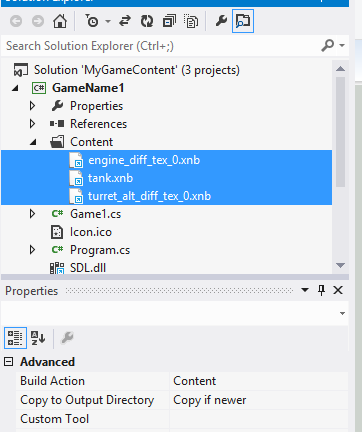 Search Solution Explorer (Ctrl+;)
Solution 'MyGameContent' (3 projects)
C# GameName1
Properties
References
Content
engine_diff_tex_0.xnb
tank.xnb
turret_alt_diff_tex_0.xnb
C# Game1.cs
Icon.ico
C# Program.cs
SDL.dll
Properties
Advanced
Build Action Content
Copy to Output Directory Copy if newer
Custom Tool